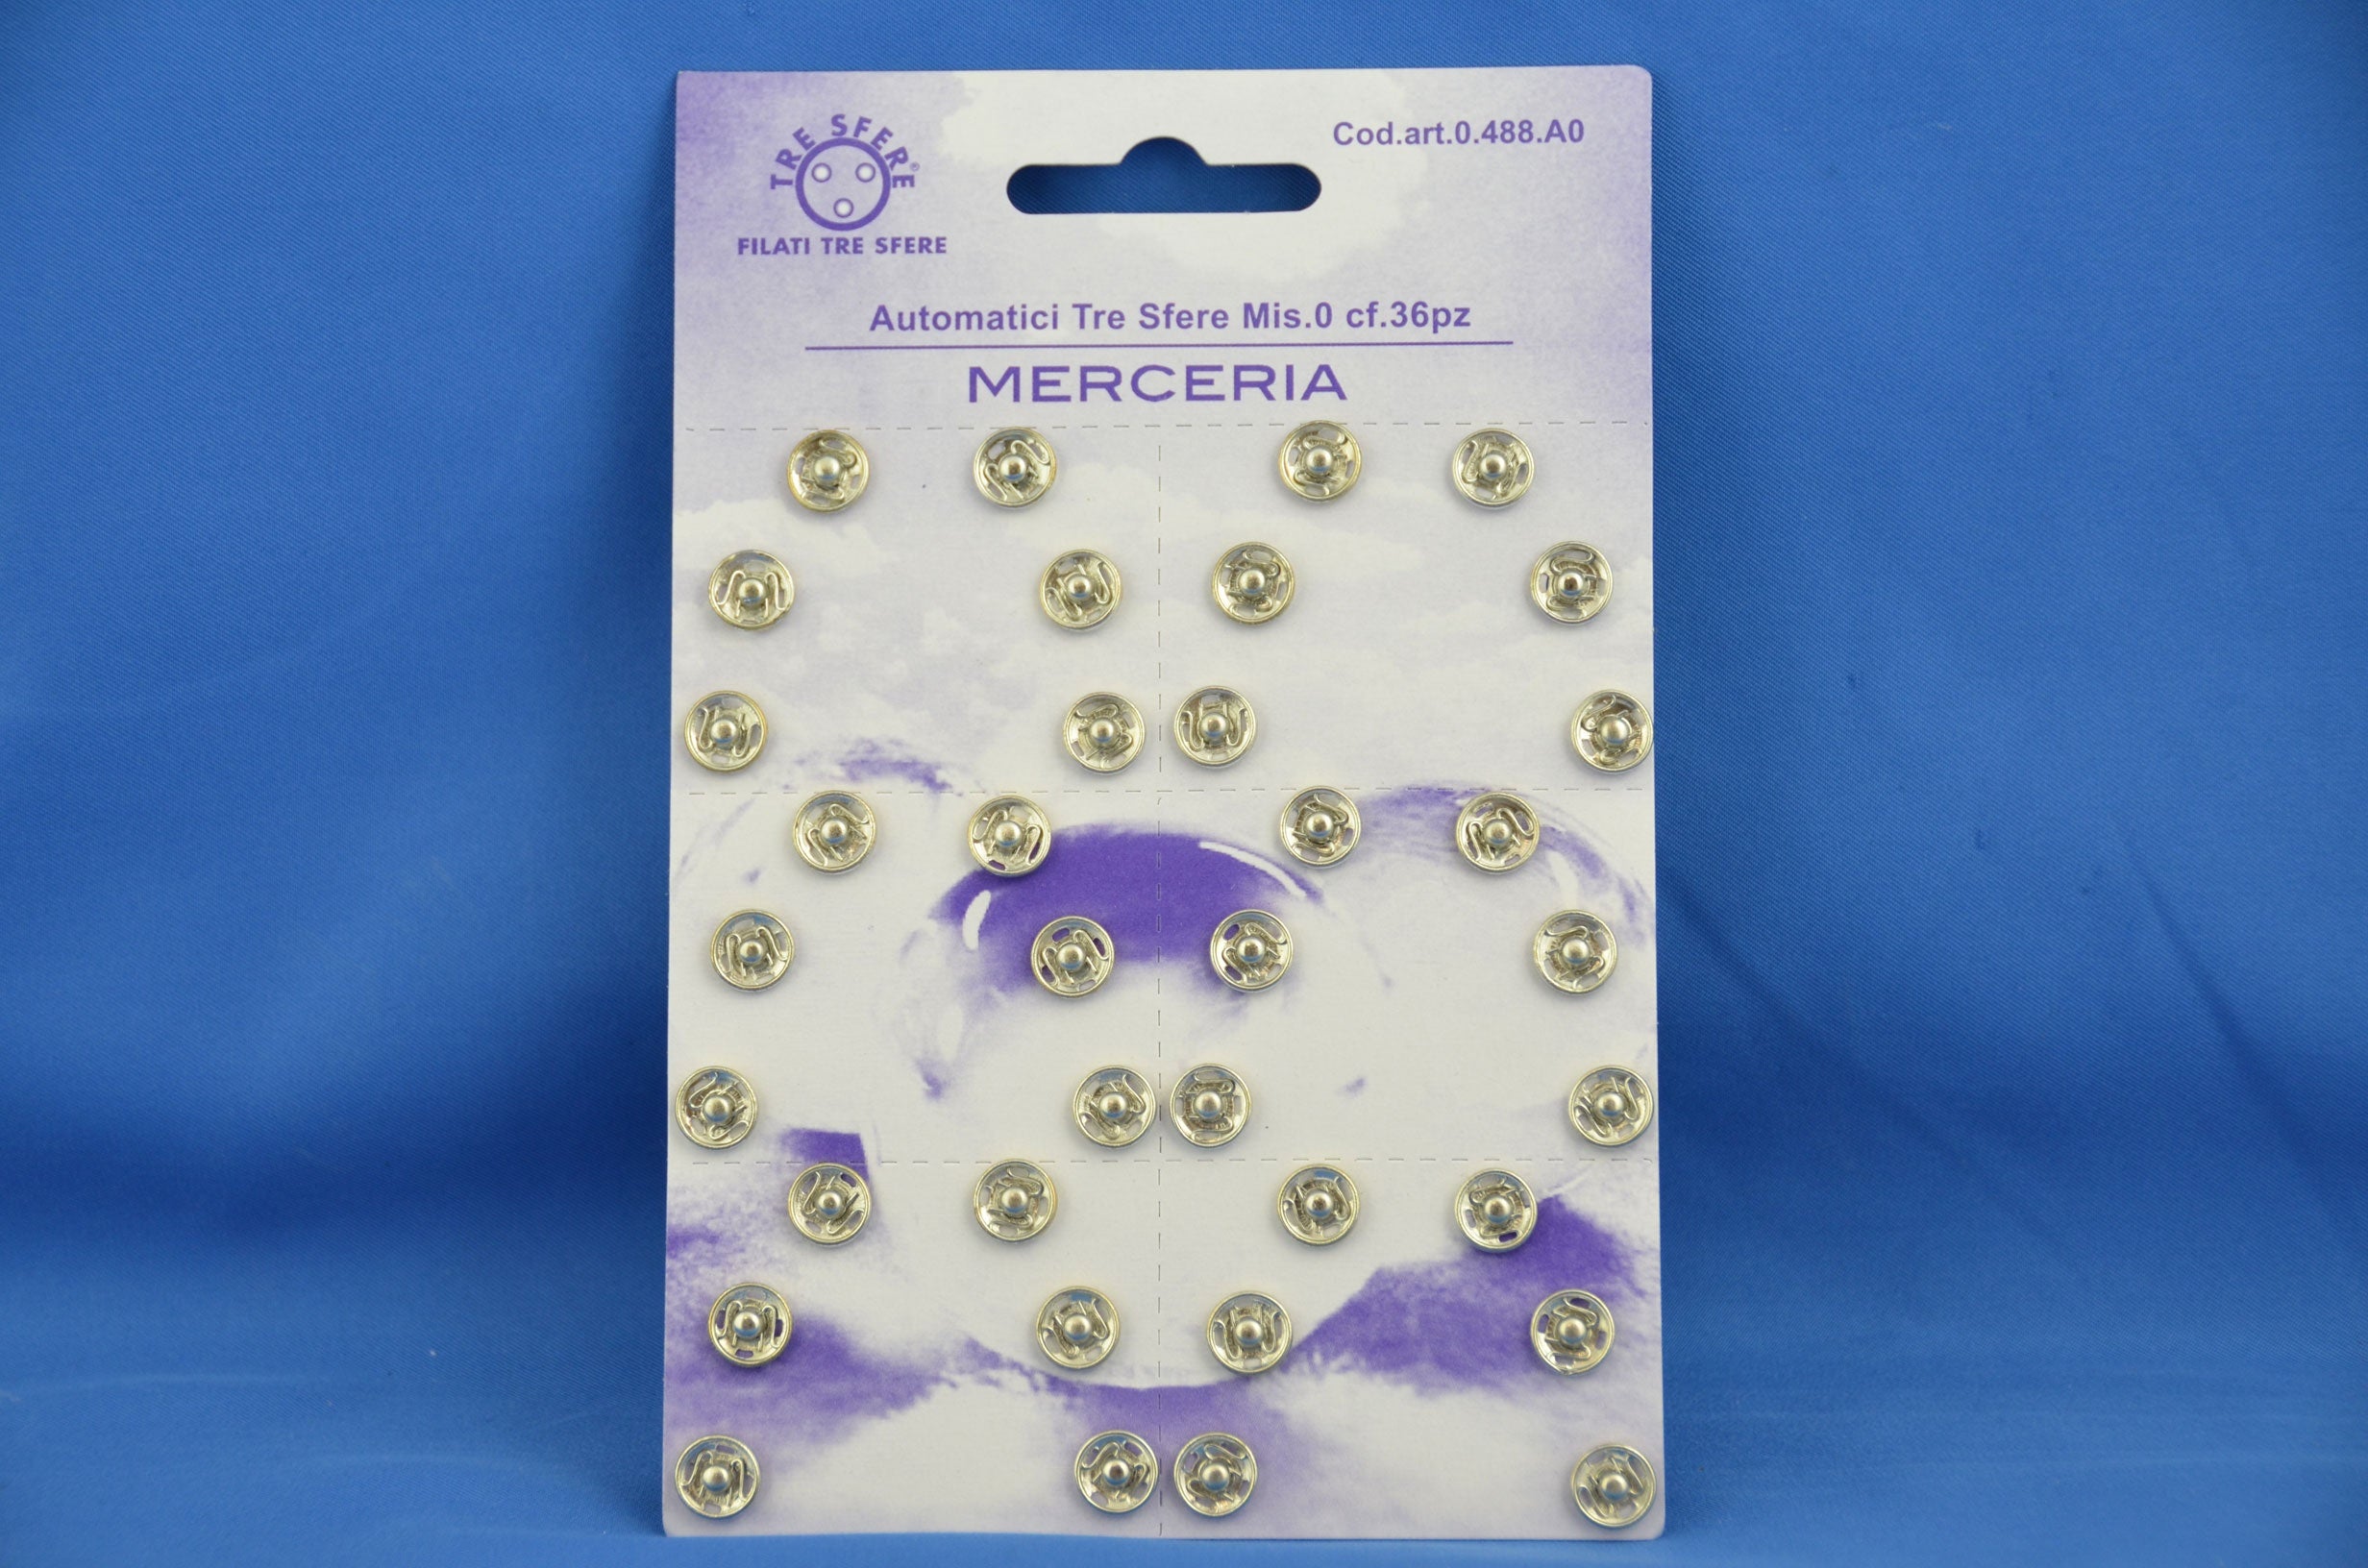 TRE SFERE®
FILATI TRE SFERE
Cod.art.0.488.A0
Automatici Tre Sfere Mis.0 cf.36pz
MERCERIA